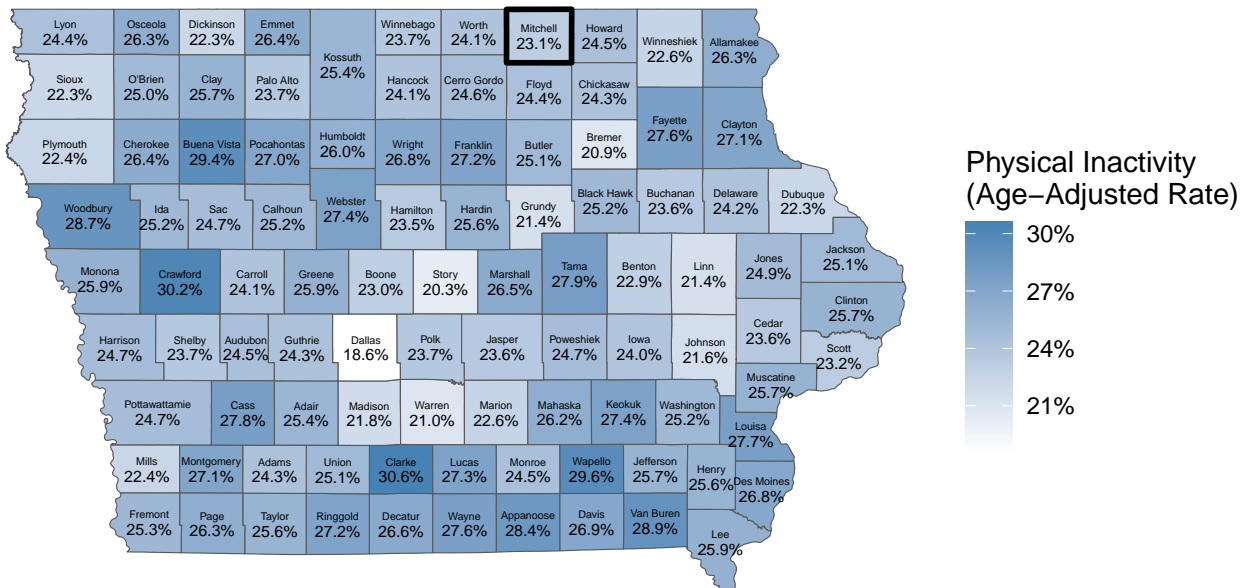 Lyon
24.4%
Osceola
26.3%
Dickinson
22.3%
Emmet
26.4%
Winnebago
23.7%
Worth
24.1%
Mitchell
23.1%
Howard
24.5%
Winneshiek
22.6%
Allamakee
26.3%
Kossuth
25.4%
Sioux
22.3%
O'Brien
25.0%
Clay
25.7%
Palo Alto
23.7%
Hancock
24.1%
Cerro Gordo
24.6%
Floyd
24.4%
Chickasaw
24.3%
Fayette
27.6%
Clayton
27.1%
Plymouth
22.4%
Cherokee
26.4%
Buena Vista
29.4%
Pocahontas
27.0%
Humboldt
26.0%
Wright
26.8%
Franklin
27.2%
Butler
25.1%
Bremer
20.9%
Woodbury
28.7%
Ida
25.2%
Sac
24.7%
Calhoun
25.2%
Webster
27.4%
Hamilton
23.5%
Hardin
25.6%
Grundy
21.4%
Black Hawk
25.2%
Buchanan
23.6%
Delaware
24.2%
Dubuque
22.3%
Monona
25.9%
Crawford
30.2%
Carroll
24.1%
Greene
25.9%
Boone
23.0%
Story
20.3%
Marshall
26.5%
Tama
27.9%
Benton
22.9%
Linn
21.4%
Jones
24.9%
Jackson
25.1%
Clinton
25.7%
Harrison
24.7%
Shelby
23.7%
Audubon
24.5%
Guthrie
24.3%
Dallas
18.6%
Polk
23.7%
Jasper
23.6%
Poweshiek
24.7%
Iowa
24.0%
Johnson
21.6%
Cedar
23.6%
Scott
23.2%
Muscatine
25.7%
Pottawattamie
24.7%
Cass
27.8%
Adair
25.4%
Madison
21.8%
Warren
21.0%
Marion
22.6%
Mahaska
26.2%
Keokuk
27.4%
Washington
25.2%
Louisa
27.7%
Mills
22.4%
Montgomery
27.1%
Adams
24.3%
Union
25.1%
Clarke
30.6%
Lucas
27.3%
Monroe
24.5%
Wapello
29.6%
Jefferson
25.7%
Henry
25.6%
Des Moines
26.8%
Fremont
25.3%
Page
26.3%
Taylor
25.6%
Ringgold
27.2%
Decatur
26.6%
Wayne
27.6%
Appanoose
28.4%
Davis
26.9%
Van Buren
28.9%
Lee
25.9%
Physical Inactivity
(Age−Adjusted Rate)
30%
27%
24%
21%